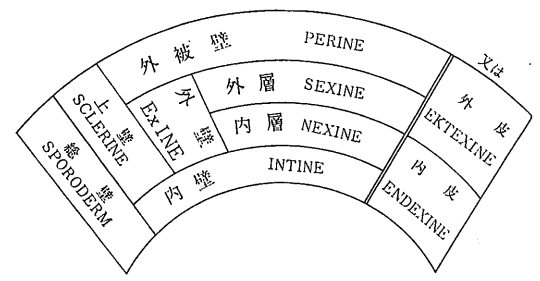 総壁
SPORODERM
上壁
SCLERINE
外被壁 PERINE
外壁
ExINE
外層 SEXINE
内層 NEXINE
内壁 INTINE
又は
外皮
EKTEXINE
内皮
ENDEXINE